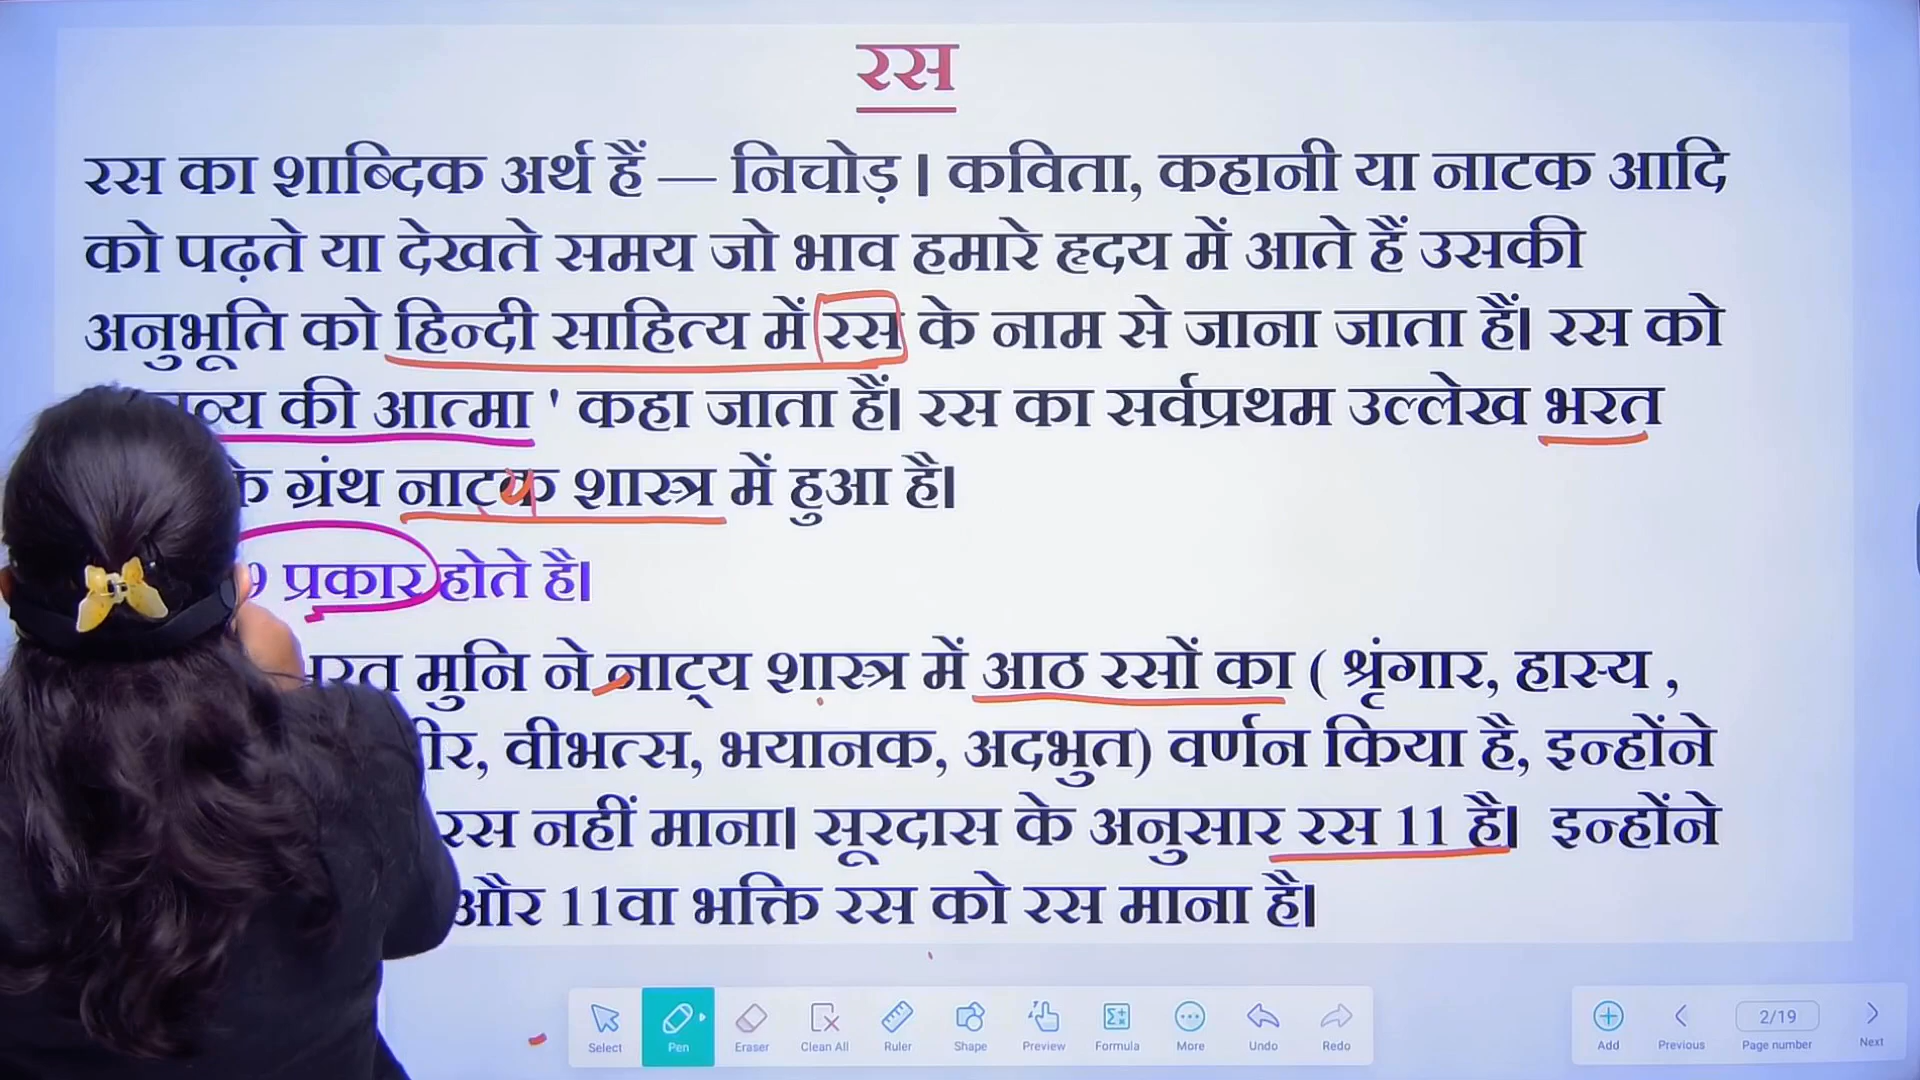 रस
रस का शाब्दिक अर्थ हैं — निचोड़ | कविता, कहानी या नाटक आदि
को पढ़ते या देखते समय जो भाव हमारे हृदय में आते हैं उसकी
अनुभूति को हिन्दी साहित्य में रस के नाम से जाना जाता हैं| रस को
की आत्मा ' कहा जाता हैं| रस का सर्वप्रथम उल्लेख भरत
ग्रंथ शास्त्र में हुआ है|
9 प्रकार होते है|
मुनि ने नाट्य शास्त्र में आठ रसों का ( श्रृंगार, हास्य ,
वीभत्स, भयानक, अदभुत) वर्णन किया है, इन्होंने
रस नहीं माना| सूरदास के अनुसार रस 11 है| इन्होंने
और 11वा भक्ति रस को रस माना है|
Select Pen Eraser Clean All Ruler Shape Preview Formula More Undo Redo
Add Previous 2/19 Page number Next